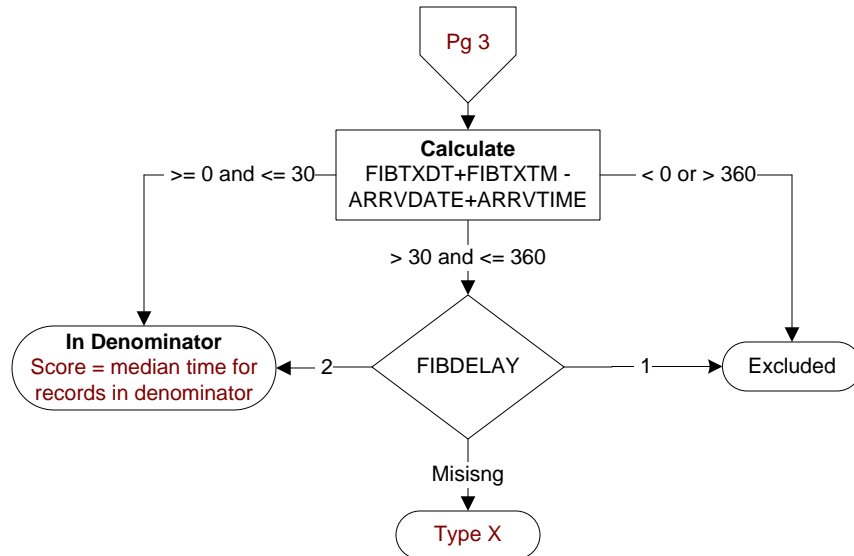 Pg 3
Calculate
FIBTXDT+FIBTXTM -
ARRVDATE+ARRVTIME
>= 0 and <= 30
< 0 or > 360
> 30 and <= 360
In Denominator
Score = median time for
records in denominator
2
FIBDELAY
1
Excluded
Misisng
Type X